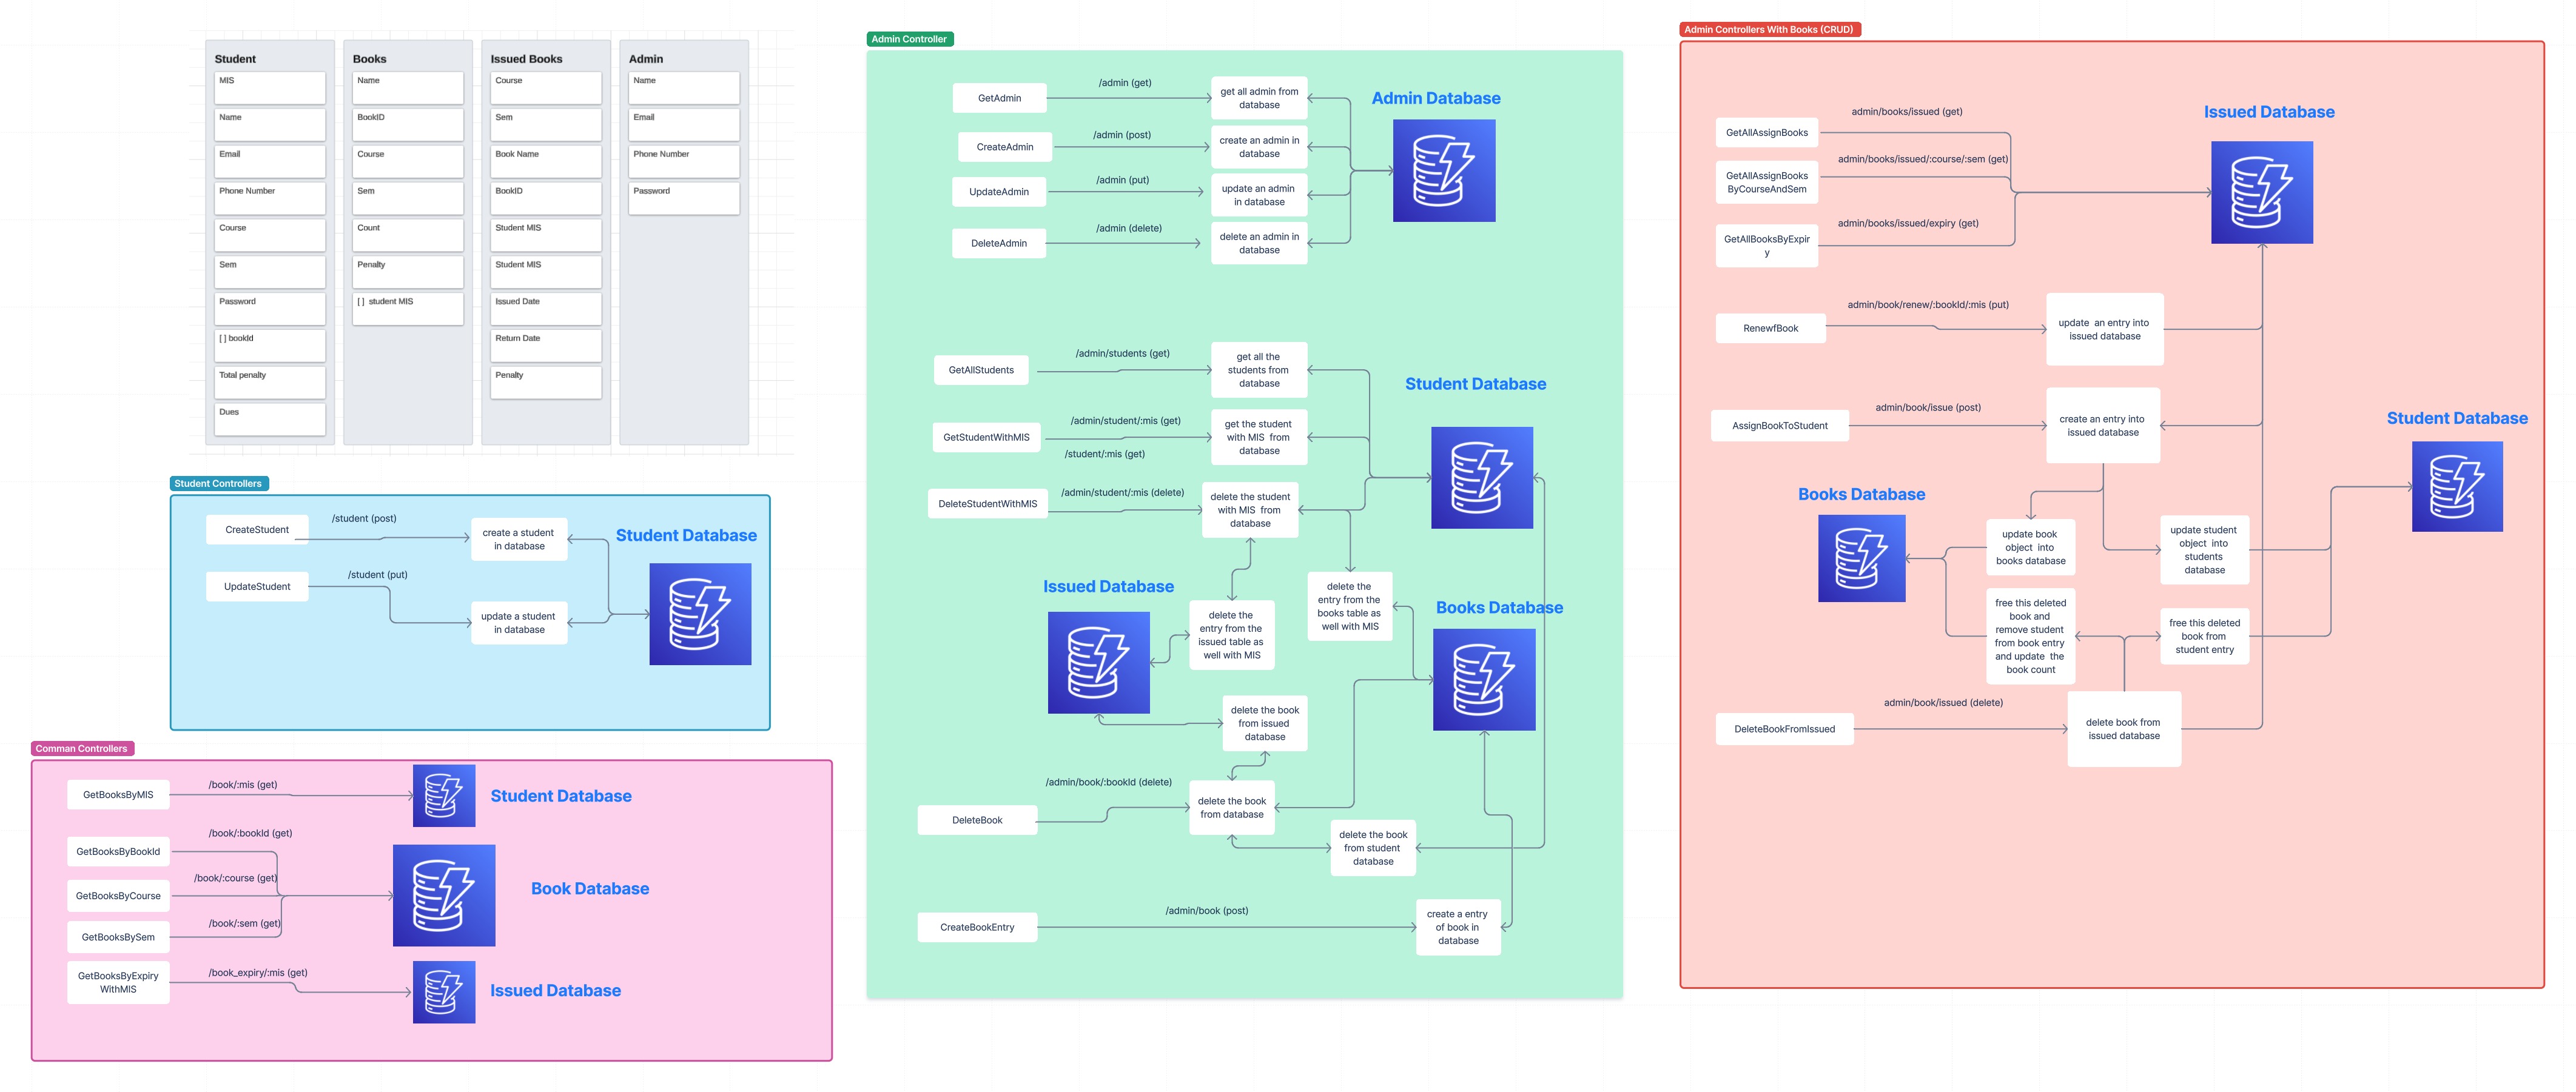 Student
MIS
Name
Email
Phone Number
Course
Sem
Password
[ ] bookId
Total penalty
Dues
Books
Name
BookID
Course
Sem
Count
Penalty
[ ]  student MIS
Issued Books
Course
Sem
Book Name
BookID
Student MIS
Student MIS
Issued Date
Return Date
Penalty
Admin
Name
Email
Phone Number
Password
Student Controllers
CreateStudent
/student (post)
create a student
in database
Student Database
UpdateStudent
/student (put)
update a student
in database
Comman Controllers
GetBooksByMIS
/book/:mis (get)
Student Database
GetBooksByBookId
/book/:bookId (get)
GetBooksByCourse
/book/:course (get)
Book Database
GetBooksBySem
/book/:sem (get)
GetBooksByExpiry
WithMIS
/book_expiry/:mis (get)
Issued Database
Admin Controller
GetAdmin
/admin (get)
get all admin from
database
Admin Database
CreateAdmin
/admin (post)
create an admin in
database
UpdateAdmin
/admin (put)
update an admin
in database
DeleteAdmin
/admin (delete)
delete an admin in
database
GetAllStudents
/admin/students (get)
get all the
students from
database
Student Database
GetStudentWithMIS
/admin/student/:mis (get)
/student/:mis (get)
get the student
with MIS  from
database
DeleteStudentWithMIS
/admin/student/:mis (delete)
delete the student
with MIS  from
database
Issued Database
delete the
entry from the
issued table as
well with MIS
delete the
entry from the
books table as
well with MIS
Books Database
delete the book
from issued
database
DeleteBook
/admin/book/:bookId (delete)
delete the book
from database
delete the book
from student
database
CreateBookEntry
/admin/book (post)
create a entry
of book in
database
Admin Controllers With Books (CRUD)
GetAllAssignBooks
admin/books/issued (get)
Issued Database
GetAllAssignBooks
ByCourseAndSem
admin/books/issued/:course/:sem (get)
GetAllBooksByExpir
y
admin/books/issued/expiry (get)
RenewfBook
admin/book/renew/:bookId/:mis (put)
update  an entry into
issued database
AssignBookToStudent
admin/book/issue (post)
create an entry into
issued database
Student Database
Books Database
update book
object  into
books database
update student
object  into
students
database
free this deleted
book and
remove student
from book entry
and update  the
book count
free this deleted
book from
student entry
DeleteBookFromIssued
admin/book/issued (delete)
delete book from
issued database